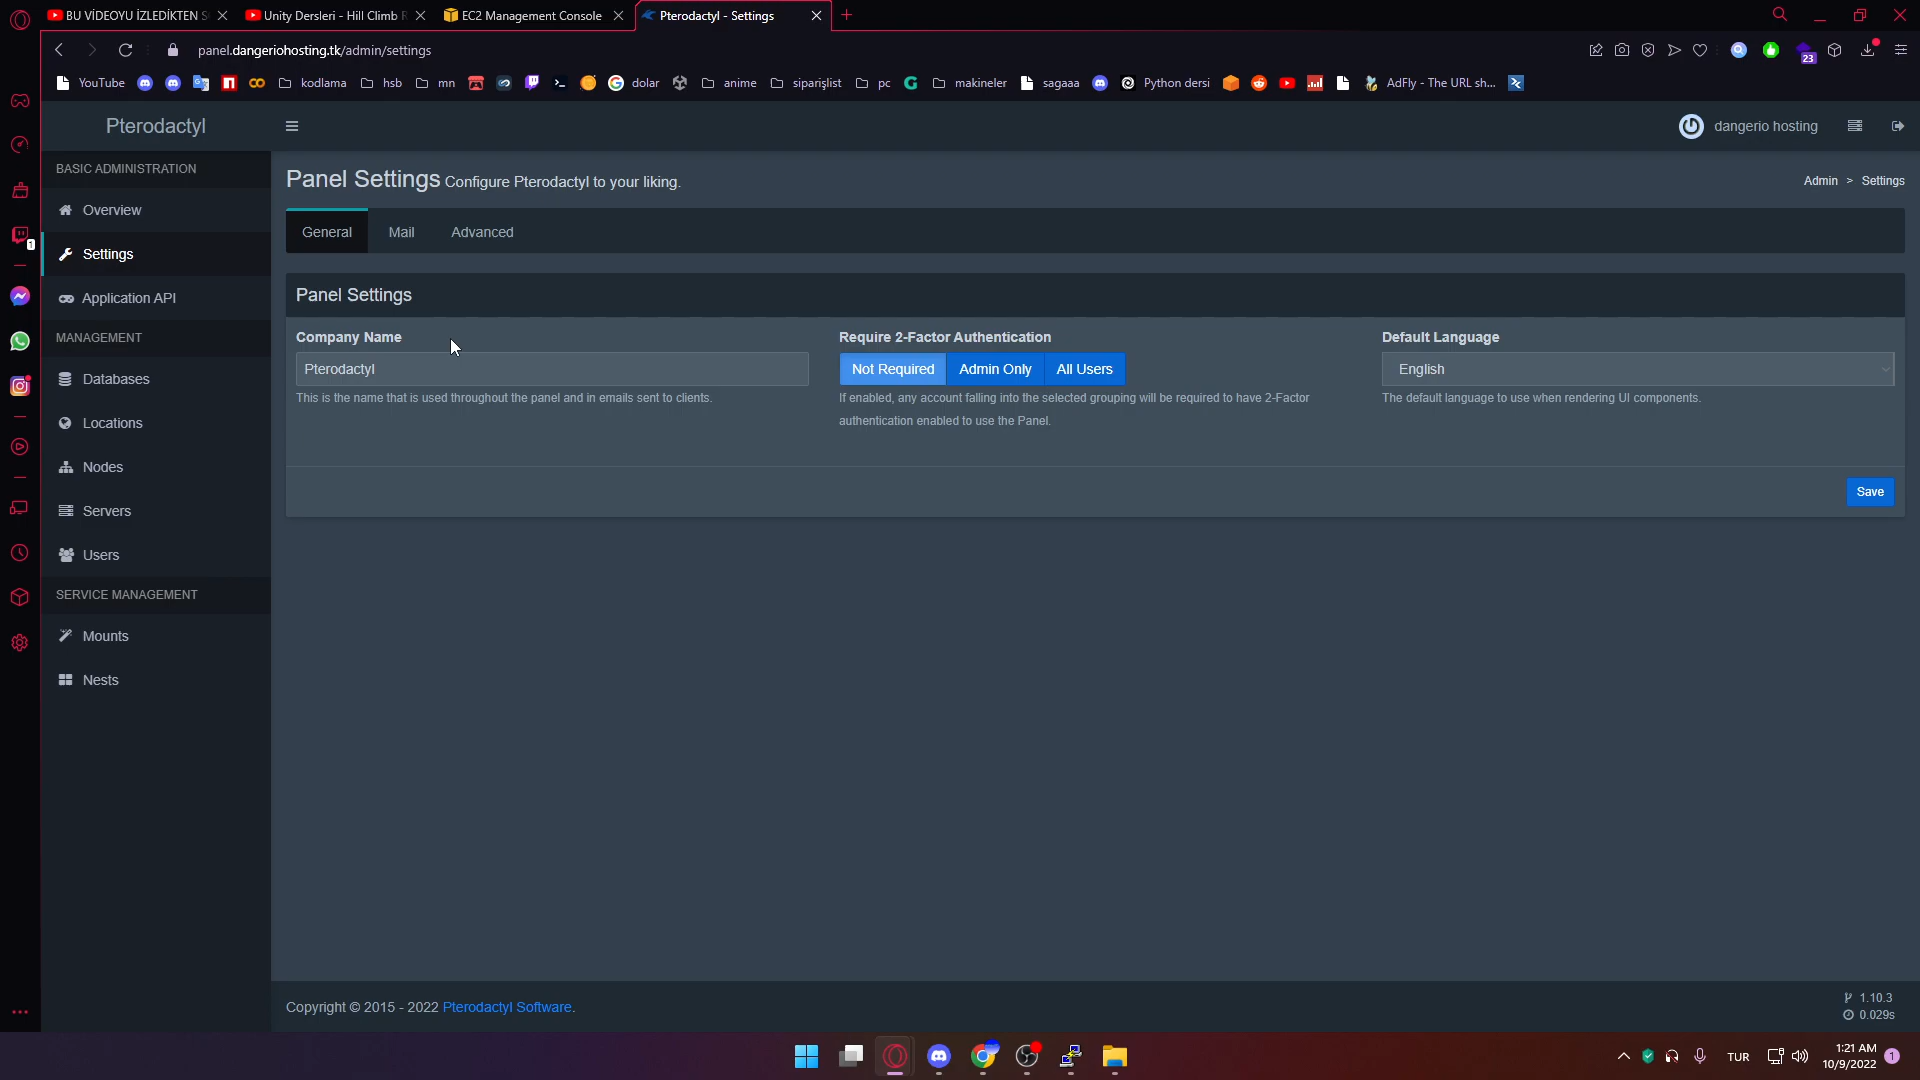 BU VİDEOYU İZLEDİKTEN S
Unity Dersleri - Hill Climb R
EC2 Management Console
Pterodactyl - Settings
panel.dangeriohosting.tk/admin/settings
23
YouTube
kodlama
hsb
mn
dolar
anime
siparişlist
pc
makineler
sagaaa
Python dersi
AdFly - The URL sh...
Pterodactyl
dangerio hosting
BASIC ADMINISTRATION
Overview
Settings
Application API
MANAGEMENT
Databases
Locations
Nodes
Servers
Users
SERVICE MANAGEMENT
Mounts
Nests
1
Panel Settings Configure Pterodactyl to your liking.
Admin > Settings
General
Mail
Advanced
Panel Settings
Company Name
Pterodactyl
This is the name that is used throughout the panel and in emails sent to clients.
Require 2-Factor Authentication
Not Required
Admin Only
All Users
If enabled, any account falling into the selected grouping will be required to have 2-Factor
authentication enabled to use the Panel.
Default Language
English
The default language to use when rendering UI components.
Save
Copyright © 2015 - 2022 Pterodactyl Software.
1.10.3
0.029s
TUR
1:21 AM
10/9/2022
1